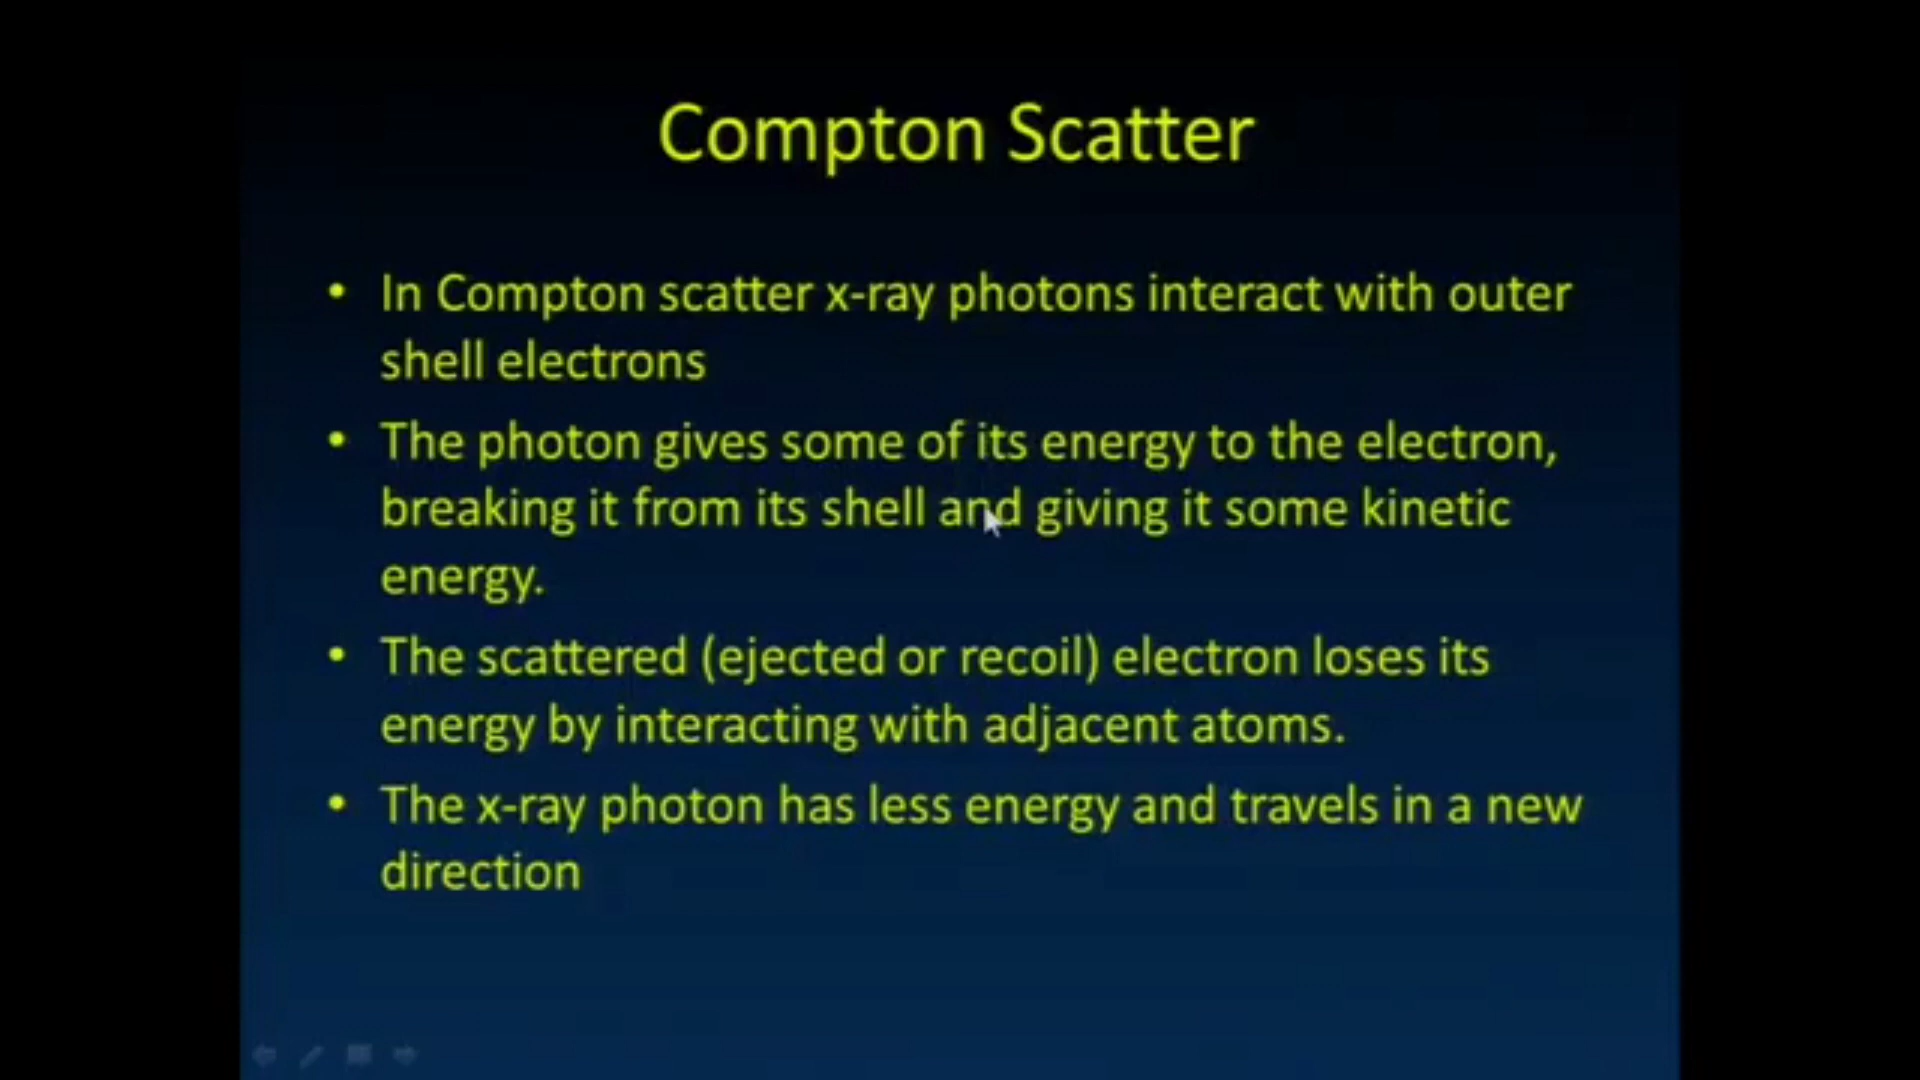 Compton Scatter
• In Compton scatter x-ray photons interact with outer
shell electrons
• The photon gives some of its energy to the electron,
breaking it from its shell and giving it some kinetic
energy.
• The scattered (ejected or recoil) electron loses its
energy by interacting with adjacent atoms.
• The x-ray photon has less energy and travels in a new
direction